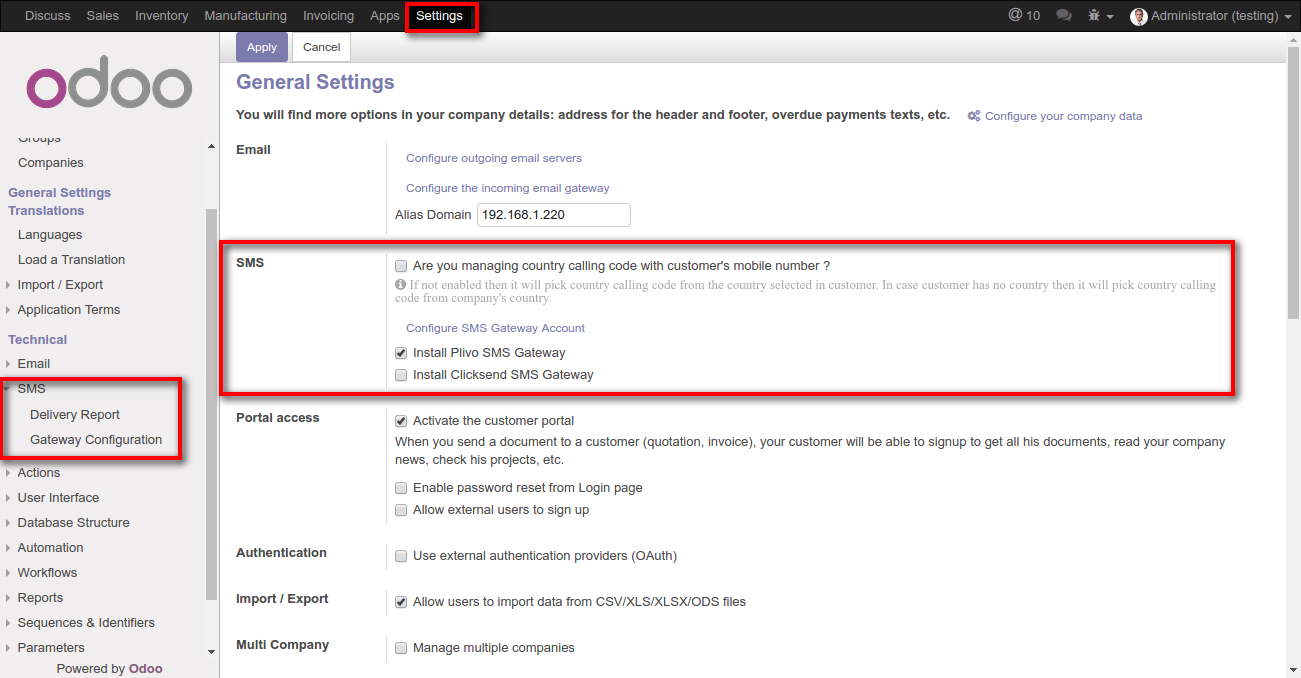 Discuss Sales Inventory Manufacturing Invoicing Apps Settings @ 10 Administrator (testing)
odoo
Groups
Companies
General Settings
Translations
Languages
Load a Translation
Import / Export
Application Terms
Technical
Email
SMS
Delivery Report
Gateway Configuration
Actions
User Interface
Database Structure
Automation
Workflows
Reports
Sequences & Identifiers
Parameters
Powered by Odoo
Apply Cancel
General Settings
You will find more options in your company details: address for the header and footer, overdue payments texts, etc. Configure your company data
Email
Configure outgoing email servers
Configure the incoming email gateway
Alias Domain 192.168.1.220
SMS
Are you managing country calling code with customer's mobile number ?
If not enabled then it will pick country calling code from the country selected in customer. In case customer has no country then it will pick country calling
code from company's country.
Configure SMS Gateway Account
Install Plivo SMS Gateway
Install Clicksend SMS Gateway
Portal access
Activate the customer portal
When you send a document to a customer (quotation, invoice), your customer will be able to signup to get all his documents, read your company
news, check his projects, etc.
Enable password reset from Login page
Allow external users to sign up
Authentication
Use external authentication providers (OAuth)
Import / Export
Allow users to import data from CSV/XLS/XLSX/ODS files
Multi Company
Manage multiple companies